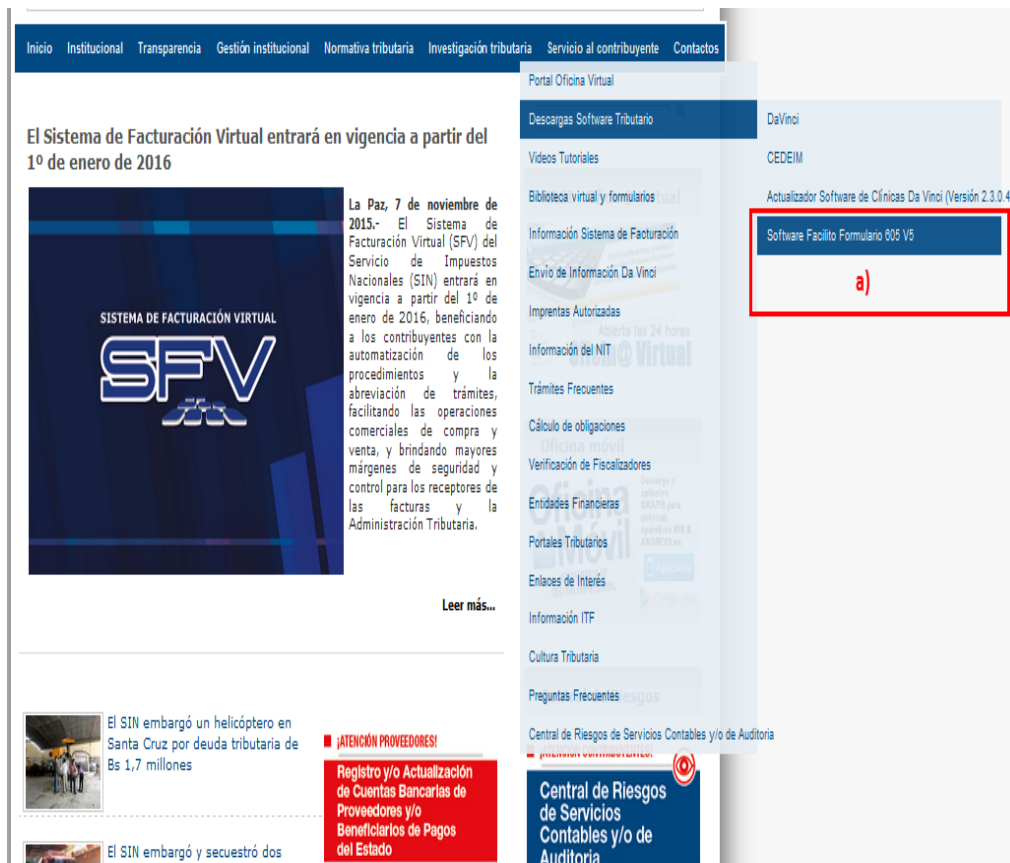 Inicio Institucional Transparencia Gestión institucional Normativa tributaria Investigación tributaria Servicio al contribuyente Contactos
Portal Oficina Virtual
Descargas Software Tributario
Videos Tutoriales
Biblioteca virtual y formularios
Información Sistema de Facturación
Envío de Información Da Vinci
Imprentas Autorizadas
Información del NIT
Trámites Frecuentes
Cálculo de obligaciones
Verificación de Fiscalizadores
Entidades Financieras
Portales Tributarios
Enlaces de Interés
Información ITF
Cultura Tributaria
Preguntas Frecuentes
Central de Riesgos de Servicios Contables y/o de Auditoria
DaVinci
CEDEIM
Actualizador Software de Clínicas Da Vinci (Versión 2.3.0.4
Software Facilito Formulario 605 V5
a)
El Sistema de Facturación Virtual entrará en vigencia a partir del
1º de enero de 2016
SISTEMA DE FACTURACIÓN VIRTUAL
SFV
La Paz, 7 de noviembre de
2015.- El Sistema de
Facturación Virtual (SFV) del
Servicio de Impuestos
Nacionales (SIN) entrará en
vigencia a partir del 1º de
enero de 2016, beneficiando
a los contribuyentes con la
automatización de los
procedimientos y la
abreviación de trámites,
facilitando las operaciones
comerciales de compra y
venta, y brindando mayores
márgenes de seguridad y
control para los receptores de
las facturas y la
Administración Tributaria.
Leer más...
Abierta las 24 horas
Oficin@ Virtual
Oficina móvil
Oficina
Móvil
El SIN embargó un helicóptero en
Santa Cruz por deuda tributaria de
Bs 1,7 millones
El SIN embargó y secuestró dos
¡ATENCIÓN PROVEEDORES!
Registro y/o Actualización
de Cuentas Bancarias de
Proveedores y/o
Beneficiarios de Pagos
del Estado
Central de Riesgos
de Servicios
Contables y/o de
Auditoria